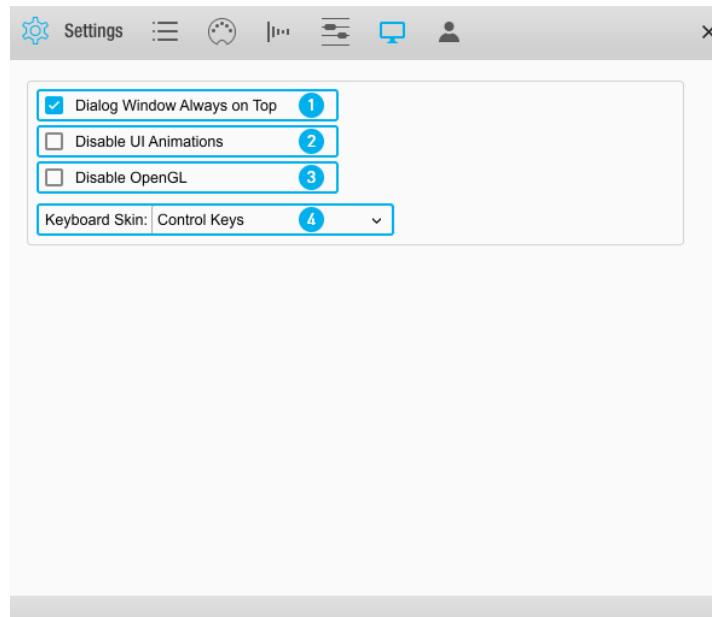 Settings
Dialog Window Always on Top 1
Disable UI Animations 2
Disable OpenGL 3
Keyboard Skin: Control Keys 4